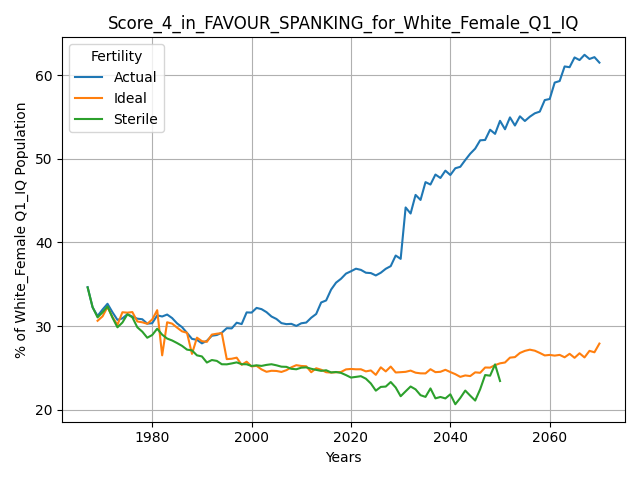 Score_4_in_FAVOUR_SPANKING_for_White_Female_Q1_IQ
Fertility
Actual
Ideal
Sterile
% of White_Female Q1_IQ Population
60
50
40
30
20
1980 2000 2020 2040 2060
Years